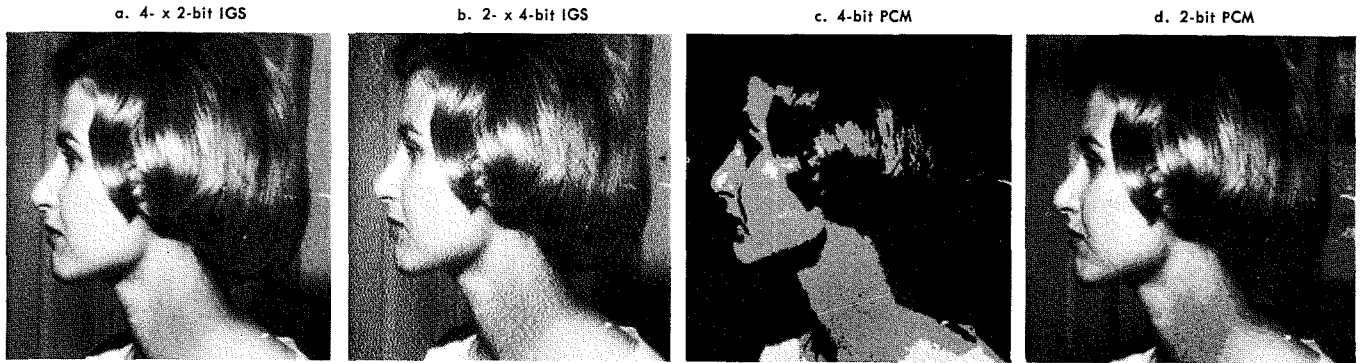 a. 4- x 2-bit IGS
b. 2- x 4-bit IGS
c. 4-bit PCM
d. 2-bit PCM